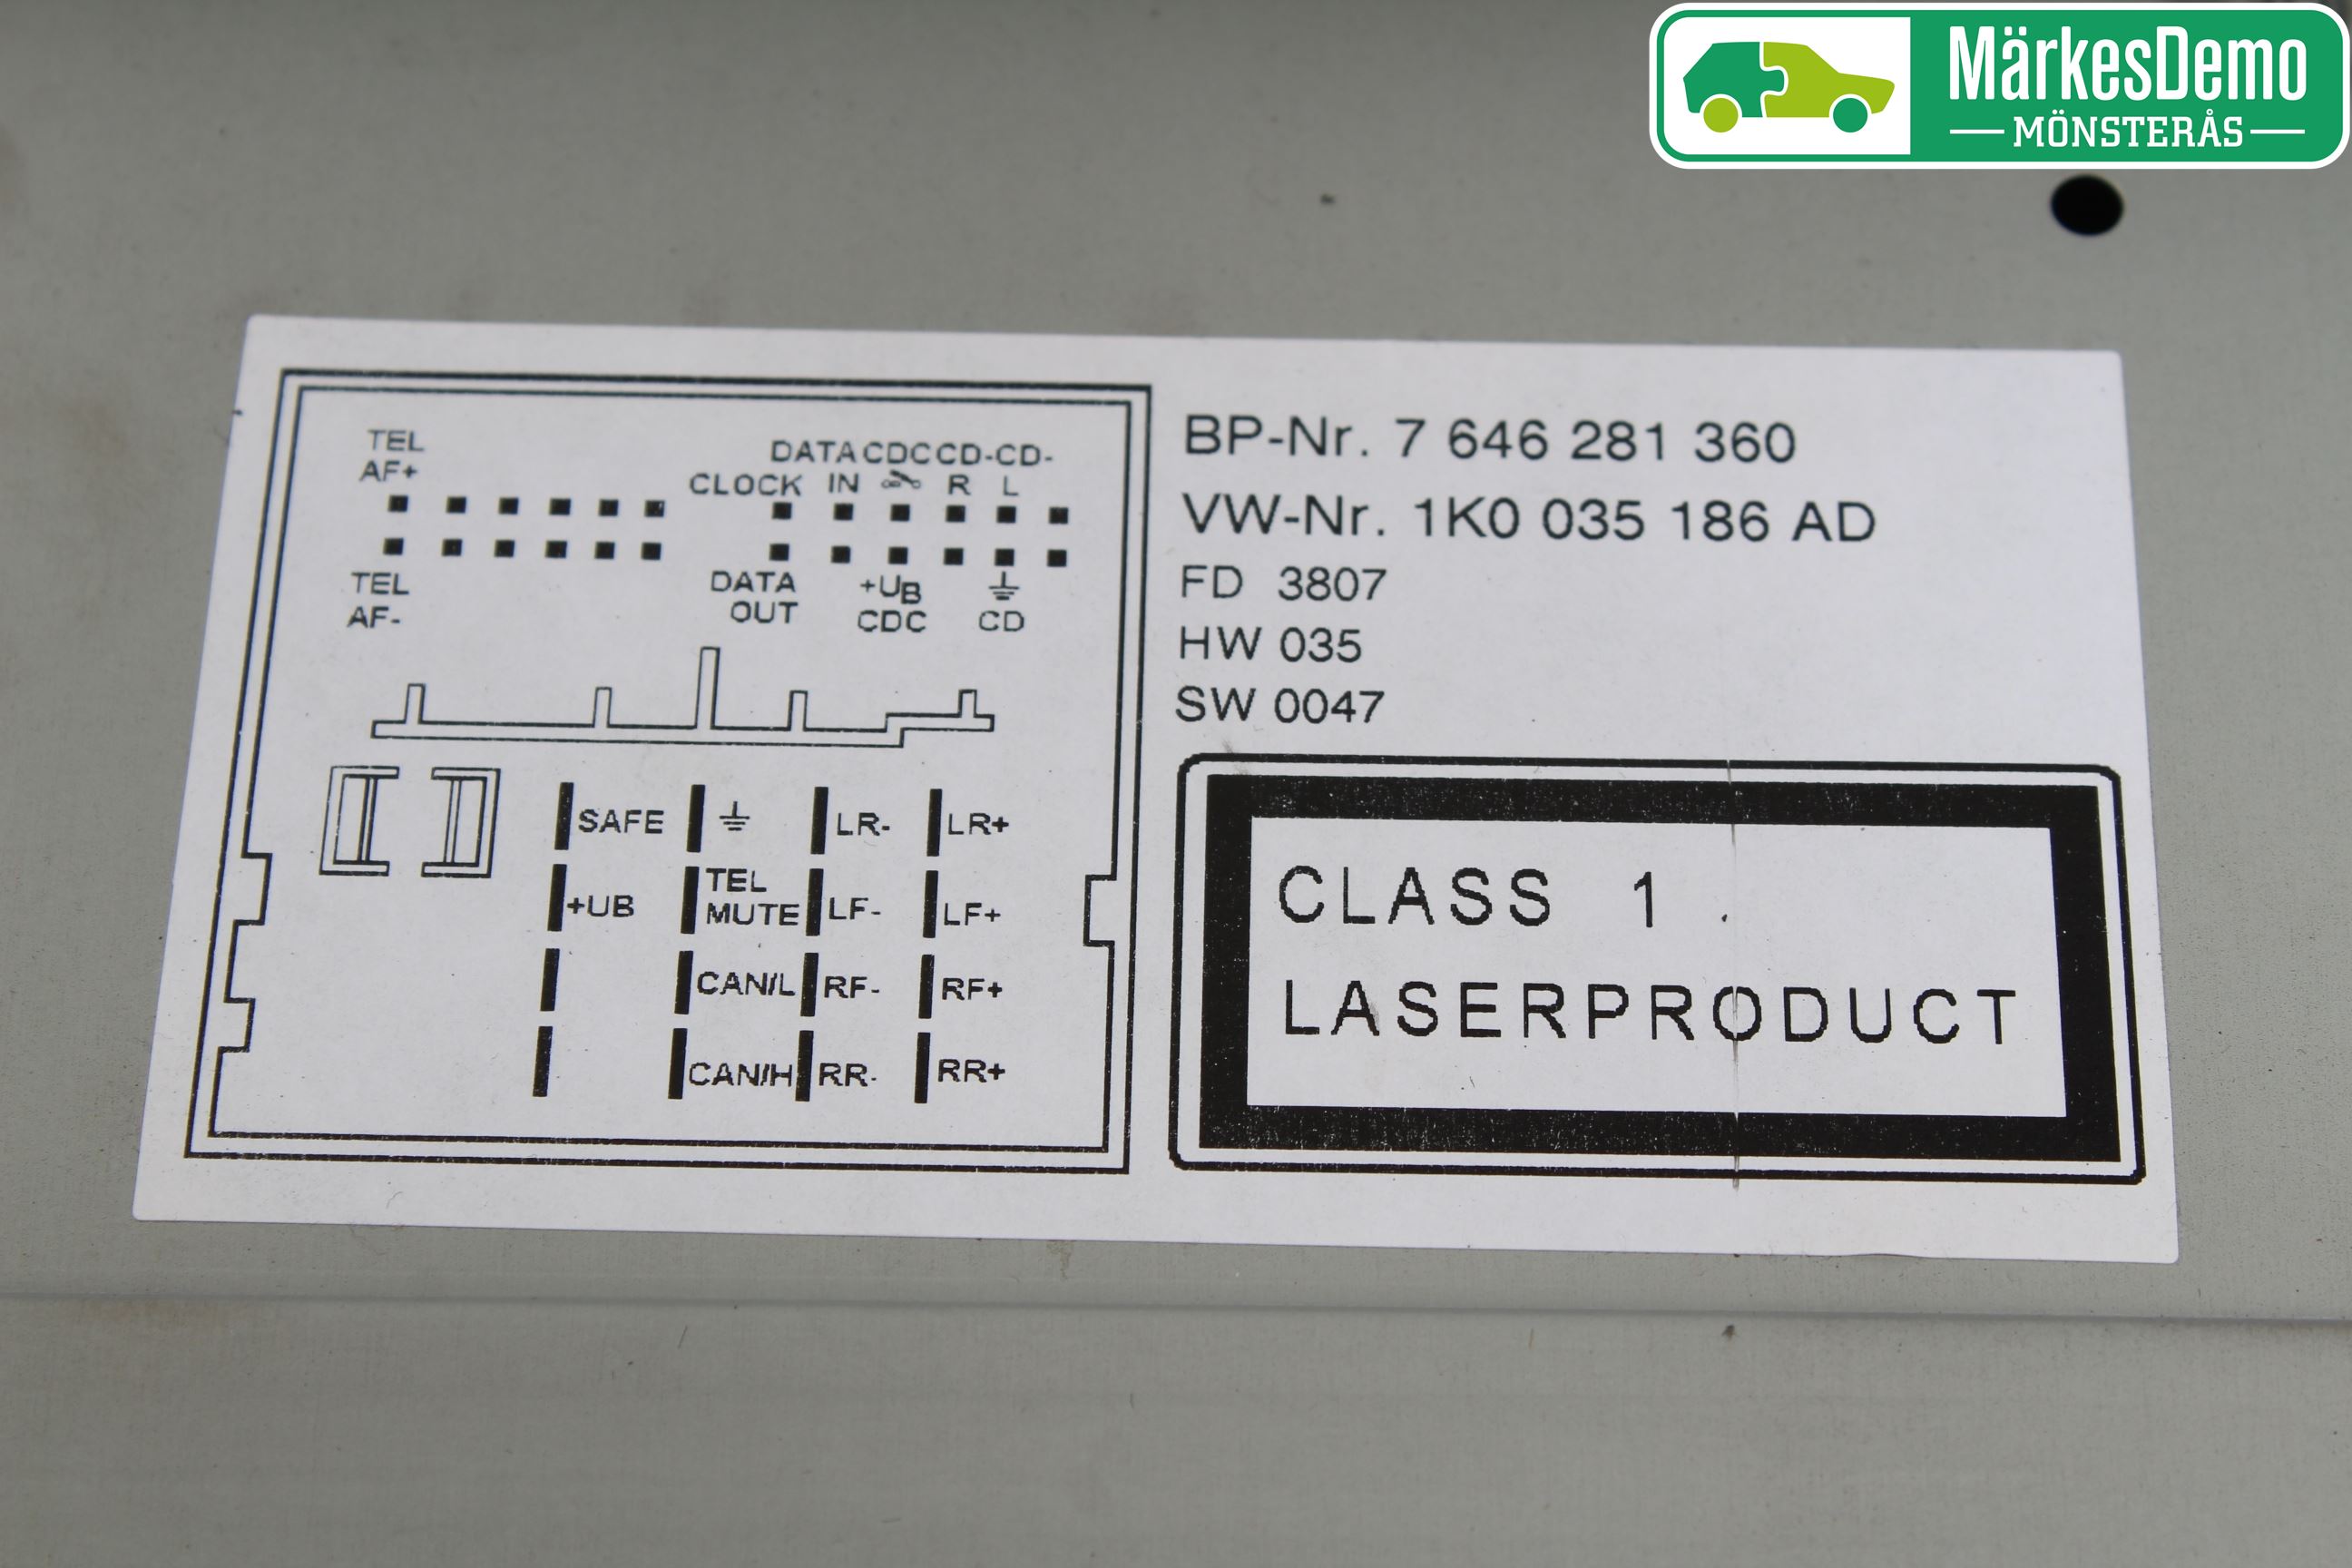 MärkesDemo
MÖNSTERÅS
TEL
AF+
DATA CDC CD- CD-
CLOCK IN R L
TEL
AF-
DATA
OUT
+UB
CDC
CD
SAFE
LR-
LR+
+UB
TEL
MUTE
LF-
LF+
CAN/L
RF-
RF+
CAN/H
RR-
RR+
BP-Nr. 7 646 281 360
VW-Nr. 1K0 035 186 AD
FD 3807
HW 035
SW 0047
CLASS 1
LASERPRODUCT